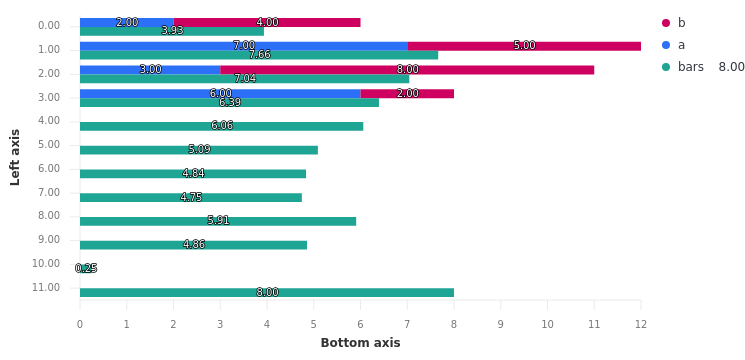 0.00 2.00 4.00 3.93
1.00 7.00 5.00 7.66
2.00 3.00 8.00 7.04
3.00 6.00 2.00 6.39
4.00 6.06
5.00 5.09
6.00 4.84
7.00 4.75
8.00 5.91
9.00 4.86
10.00 0.25
11.00 8.00
0 1 2 3 4 5 6 7 8 9 10 11 12
Bottom axis
Left axis
b
a
bars 8.00